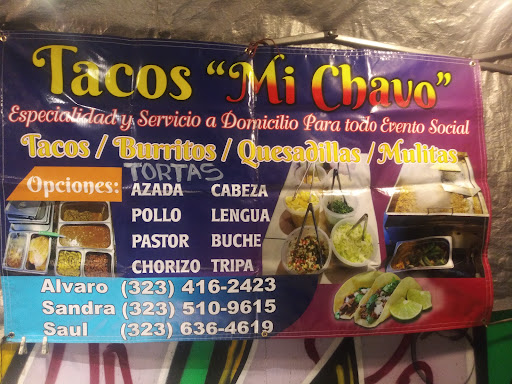 Tacos "Mi Chavo"
Especialidad y Servicio a Domicilio Para todo Evento Social
Tacos / Burritos / Quesadillas / Mulitas
TORTAS
Opciones:
AZADA CABEZA
POLLO LENGUA
PASTOR BUCHE
CHORIZO TRIPA
Alvaro (323) 416-2423
Sandra (323) 510-9615
Saul (323) 636-4619